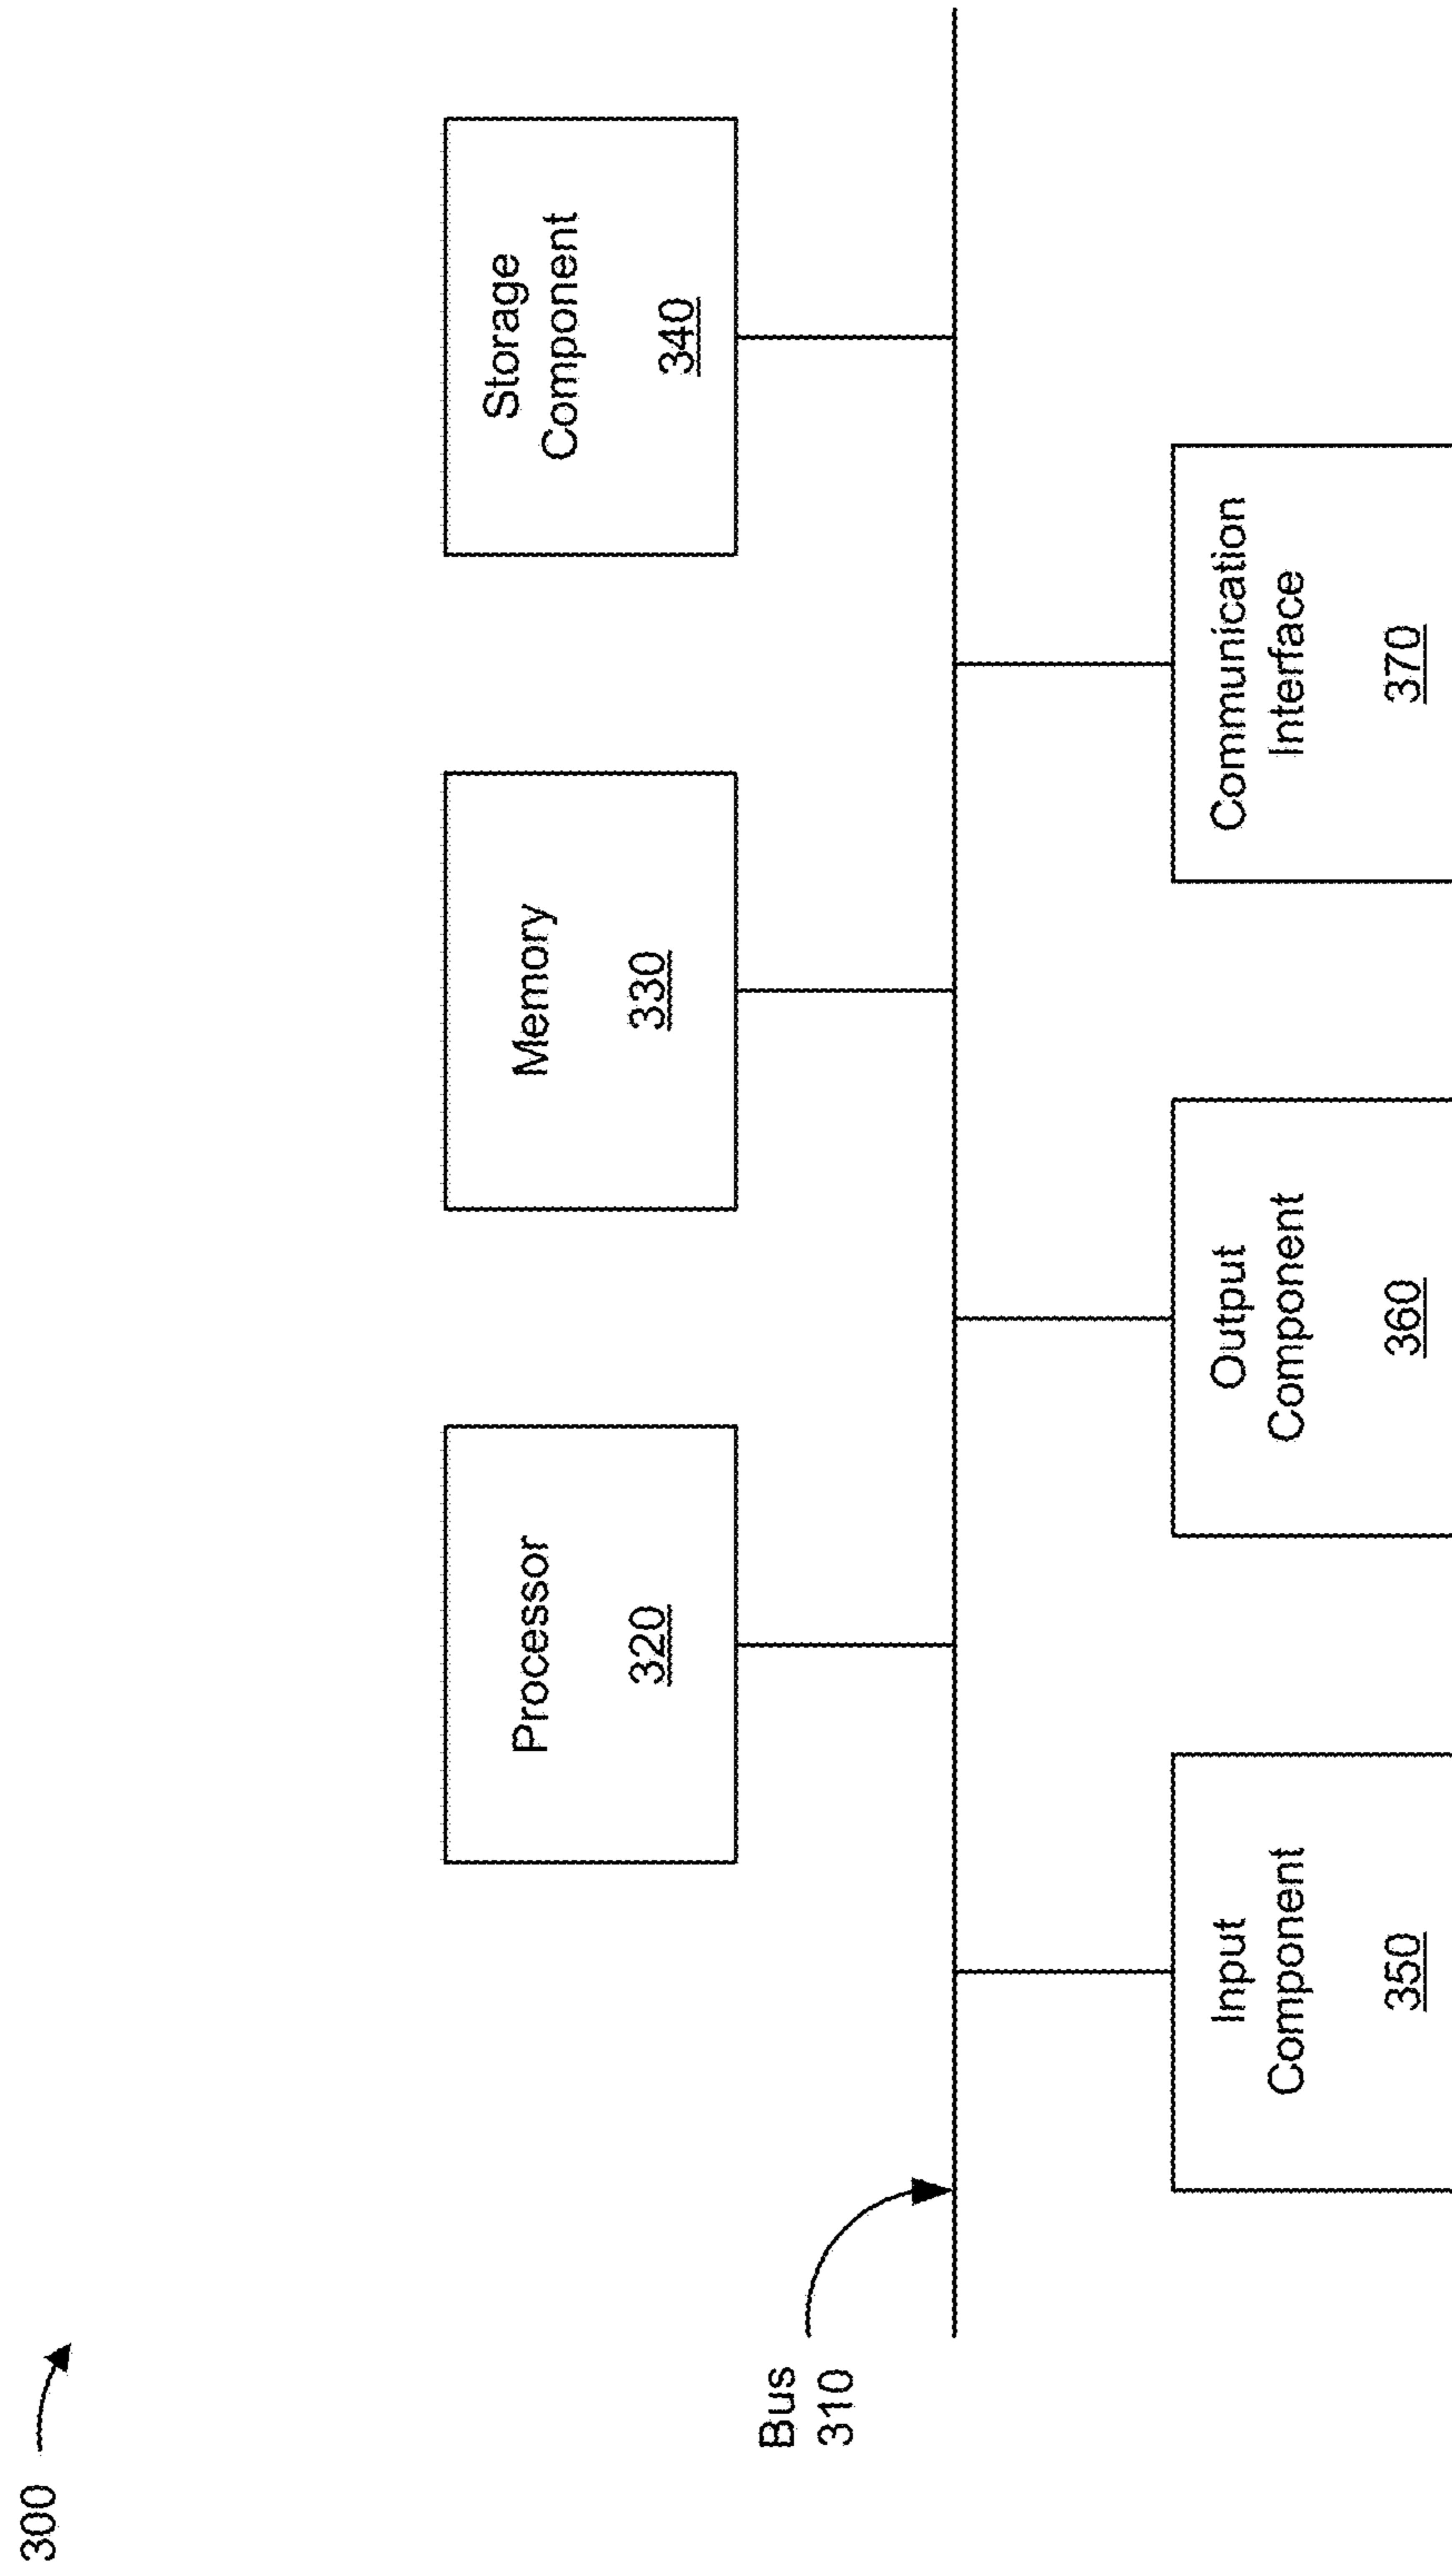 300
Processor
320
Memory
330
Storage
Component
340
Bus
310
Input
Component
350
Output
Component
360
Communication
Interface
370